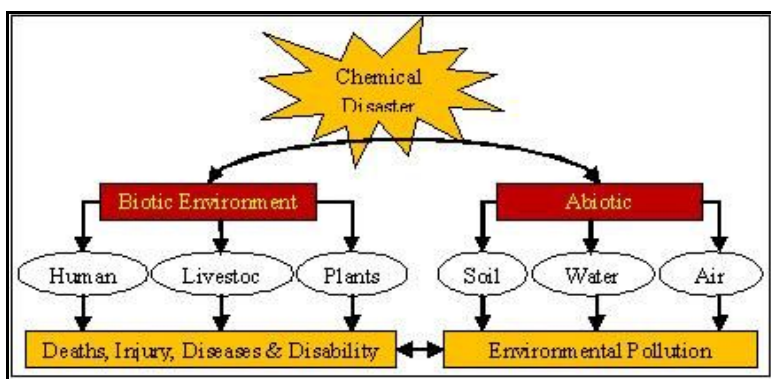 Chemical
Disaster
Biotic Environment
Abiotic
Human
Livestoc
Plants
Soil
Water
Air
Deaths, Injury, Diseases & Disability
Environmental Pollution